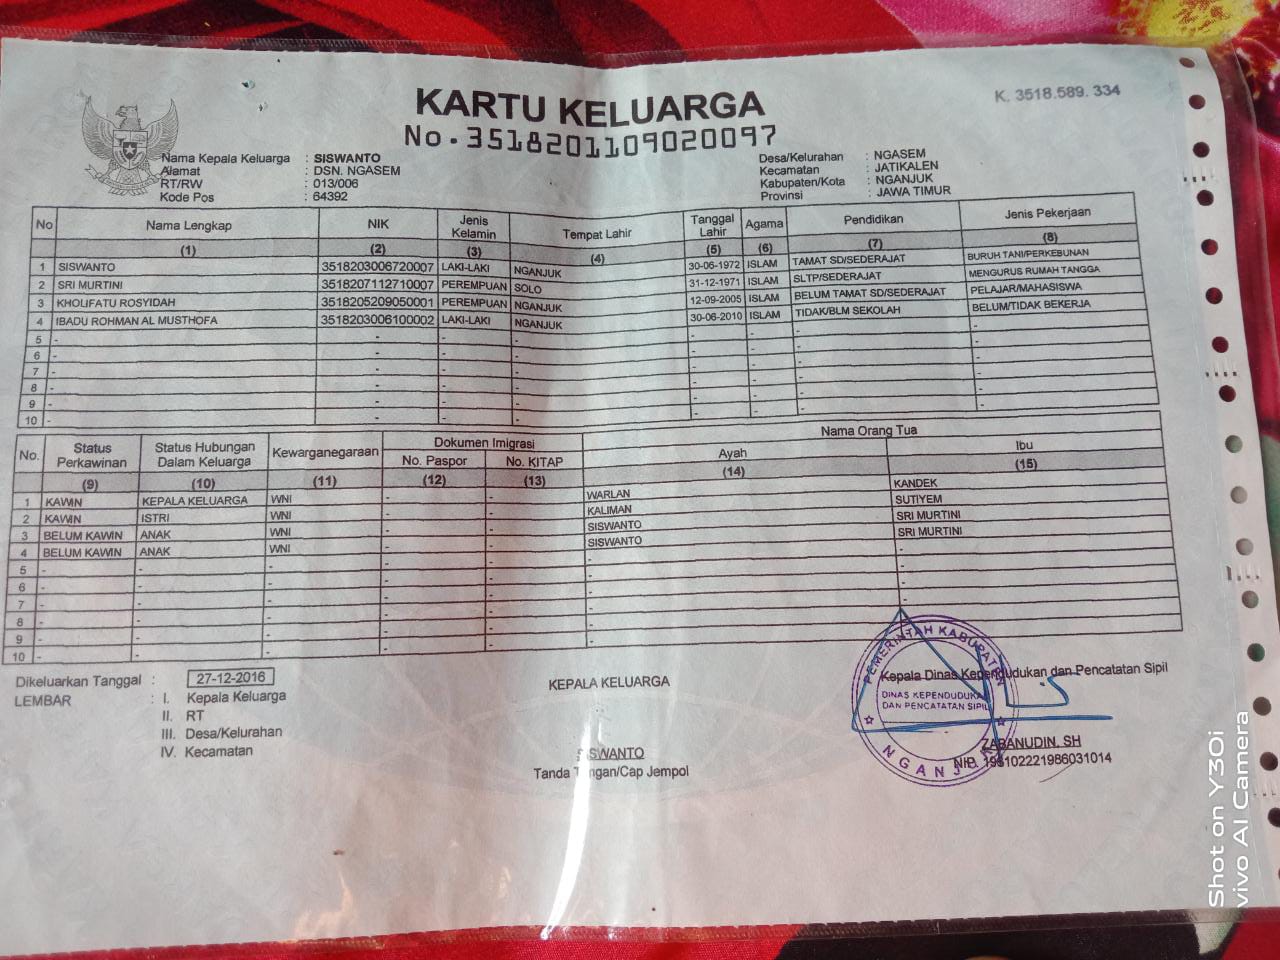 KARTU KELUARGA
K. 3518.589. 334
No. 3518201109020097
Nama Kepala Keluarga : SISWANTO
Alamat : DSN. NGASEM
RT/RW : 013/006
Kode Pos : 64392
Desa/Kelurahan : NGASEM
Kecamatan : JATIKALEN
Kabupaten/Kota : NGANJUK
Provinsi : JAWA TIMUR
No Nama Lengkap NIK Jenis Kelamin Tempat Lahir Tanggal Lahir Agama Pendidikan Jenis Pekerjaan
(1) (2) (3) (4) (5) (6) (7) (8)
1 SISWANTO 3518203006720007 LAKI-LAKI NGANJUK 30-06-1972 ISLAM TAMAT SD/SEDERAJAT BURUH TANI/PERKEBUNAN
2 SRI MURTINI 3518207112710007 PEREMPUAN SOLO 31-12-1971 ISLAM SLTP/SEDERAJAT MENGURUS RUMAH TANGGA
3 KHOLIFATU ROSYIDAH 3518205209050001 PEREMPUAN NGANJUK 12-09-2005 ISLAM BELUM TAMAT SD/SEDERAJAT PELAJAR/MAHASISWA
4 IBADU ROHMAN AL MUSTHOFA 3518203006100002 LAKI-LAKI NGANJUK 30-06-2010 ISLAM TIDAK/BLM SEKOLAH BELUM/TIDAK BEKERJA
5 - - - - - - - -
6 - - - - - - - -
7 - - - - - - - -
8 - - - - - - - -
9 - - - - - - - -
10 - - - - - - - -
No. Status Perkawinan Status Hubungan Dalam Keluarga Kewarganegaraan Dokumen Imigrasi Nama Orang Tua
No. Paspor No. KITAP Ayah Ibu
(9) (10) (11) (12) (13) (14) (15)
1 KAWIN KEPALA KELUARGA WNI - - WARLAN KANDEK
2 KAWIN ISTRI WNI - - KALIMAN SUTIYEM
3 BELUM KAWIN ANAK WNI - - SISWANTO SRI MURTINI
4 BELUM KAWIN ANAK WNI - - SISWANTO SRI MURTINI
5 - - - - - - -
6 - - - - - - -
7 - - - - - - -
8 - - - - - - -
9 - - - - - - -
10 - - - - - - -
Dikeluarkan Tanggal : 27-12-2016
LEMBAR : I. Kepala Keluarga
II. RT
III. Desa/Kelurahan
IV. Kecamatan
KEPALA KELUARGA
SISWANTO
Tanda Tangan/Cap Jempol
Kepala Dinas Kependudukan dan Pencatatan Sipil
PEMERINTAH KABUPATEN
DINAS KEPENDUDUKAN
DAN PENCATATAN SIPIL
NGANJUK
ZABANUDIN, SH
NIP.
Shot on Y30i
vivo AI Camera